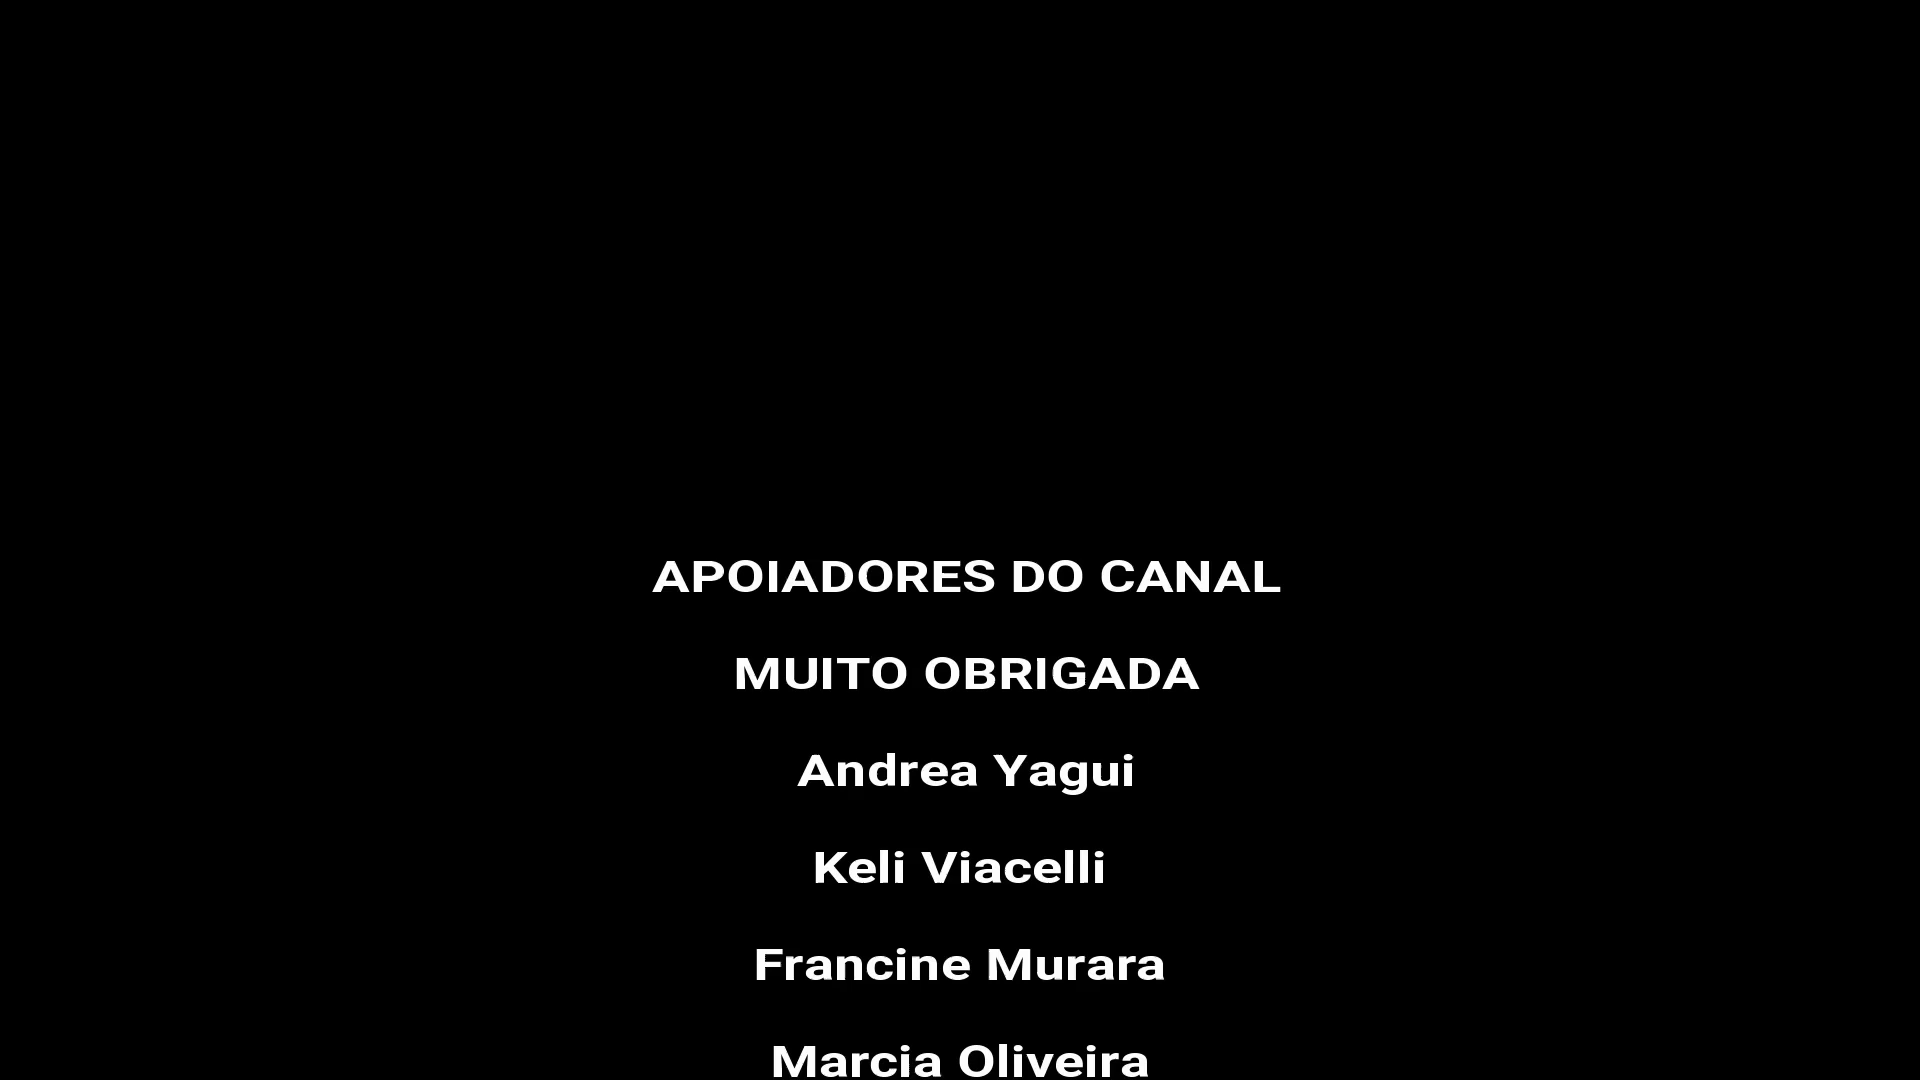 APOIADORES DO CANAL
MUITO OBRIGADA
Andrea Yagui
Keli Viacelli
Francine Murara
Marcia Oliveira